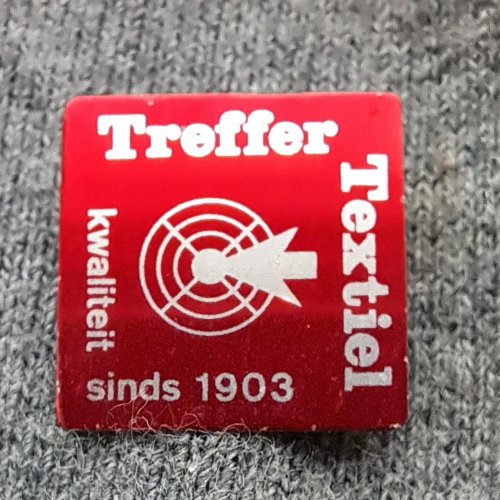 Treffer
Textiel
kwaliteit
sinds 1903